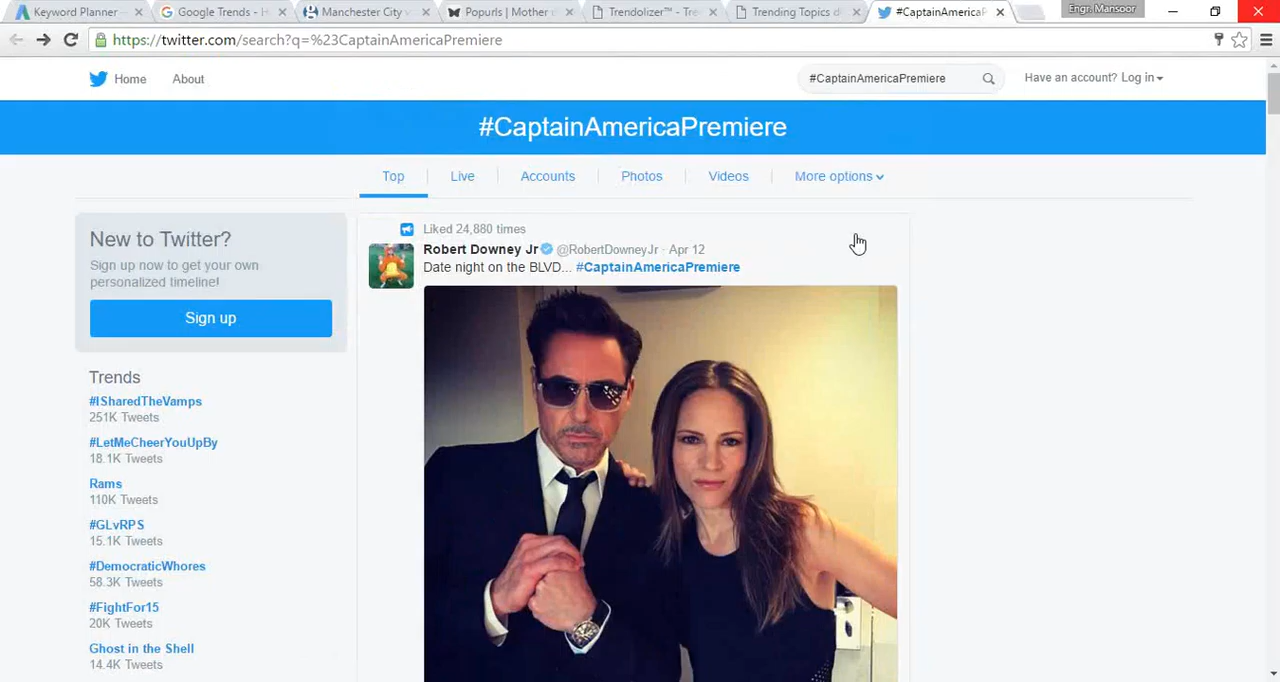 Keyword Planner
Google Trends - H
Manchester City v
Popurls | Mother
Trendolizer™ - Tre
Trending Topics d
#CaptainAmericaP
Engr. Mansoor
https://twitter.com/search?q=%23CaptainAmericaPremiere
Home
About
#CaptainAmericaPremiere
Have an account? Log in
#CaptainAmericaPremiere
Top
Live
Accounts
Photos
Videos
More options
New to Twitter?
Sign up now to get your own
personalized timeline!
Sign up
Trends
#ISharedTheVamps
251K Tweets
#LetMeCheerYouUpBy
18.1K Tweets
Rams
110K Tweets
#GLvRPS
15.1K Tweets
#DemocraticWhores
58.3K Tweets
#FightFor15
20K Tweets
Ghost in the Shell
14.4K Tweets
Liked 24,880 times
Robert Downey Jr @RobertDowneyJr · Apr 12
Date night on the BLVD... #CaptainAmericaPremiere